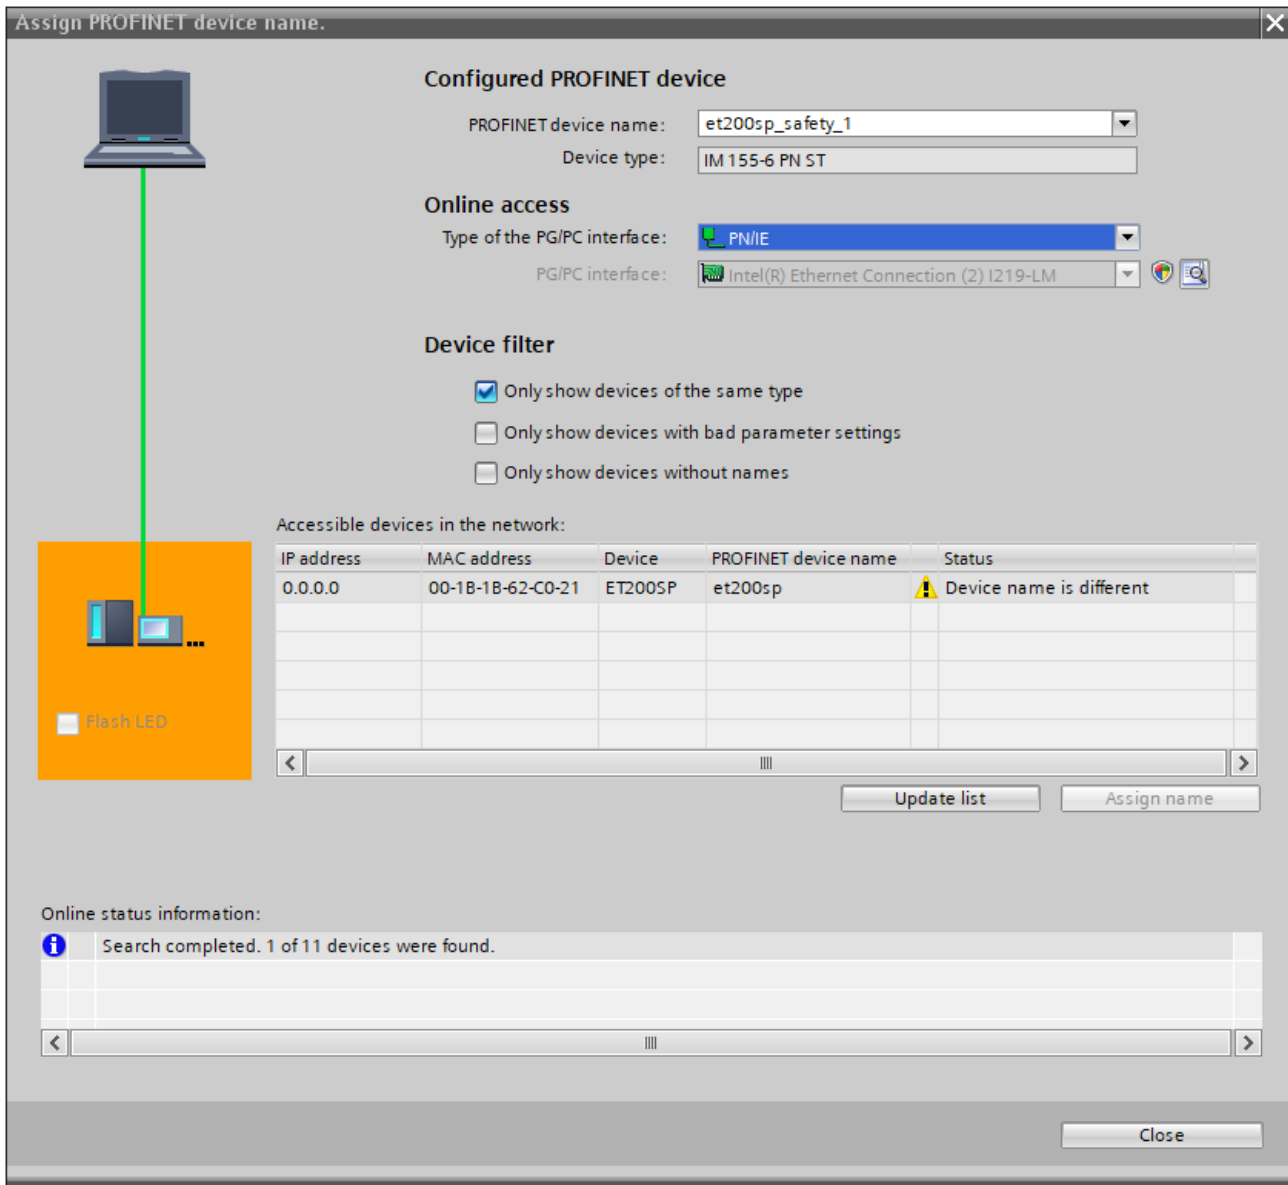 Assign PROFINET device name.
Configured PROFINET device
PROFINET device name: et200sp_safety_1
Device type: IM 155-6 PN ST
Online access
Type of the PG/PC interface: PN/IE
PG/PC interface: Intel(R) Ethernet Connection (2) I219-LM
Device filter
Only show devices of the same type
Only show devices with bad parameter settings
Only show devices without names
Accessible devices in the network:
IP address MAC address Device PROFINET device name Status
0.0.0.0 00-1B-1B-62-C0-21 ET200SP et200sp Device name is different
Flash LED
Update list Assign name
Online status information:
Search completed. 1 of 11 devices were found.
Close